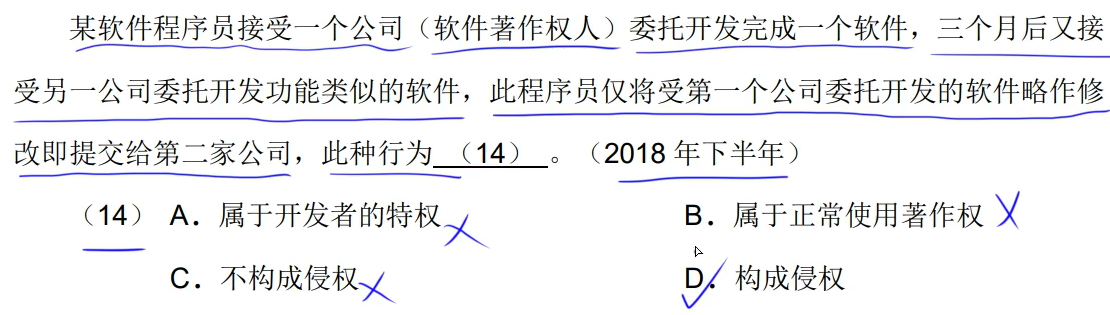 某软件程序员接受一个公司（软件著作权人）委托开发完成一个软件，三个月后又接
受另一公司委托开发功能类似的软件，此程序员仅将受第一个公司委托开发的软件略作修
改即提交给第二家公司，此种行为 （14） 。（2018 年下半年）
（14） A．属于开发者的特权 B．属于正常使用著作权
C．不构成侵权 D．构成侵权